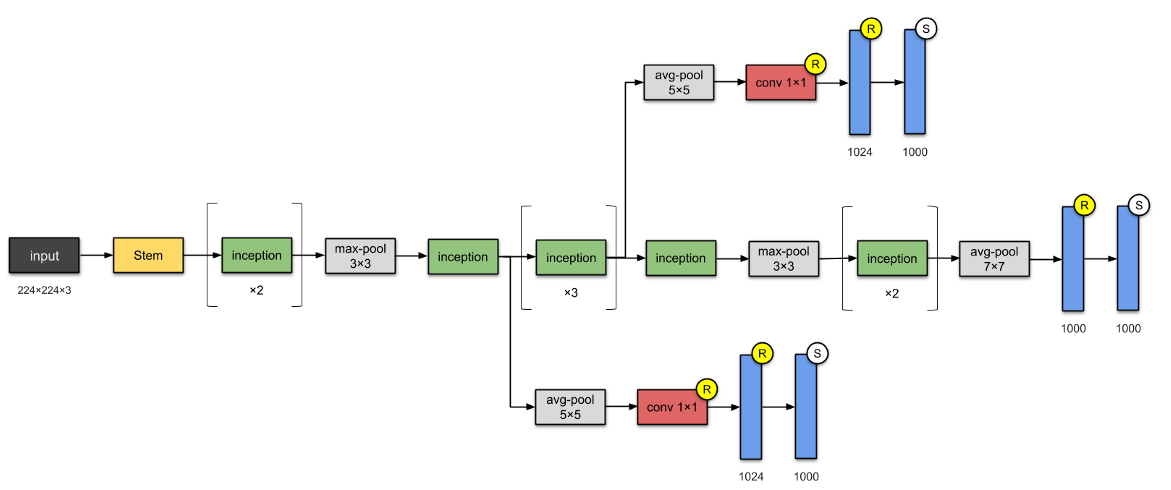 R
S
R
avg-pool
5×5
conv 1×1
1024
1000
R
S
input
Stem
inception
max-pool
3×3
inception
inception
inception
max-pool
3×3
inception
avg-pool
7×7
224×224×3
×2
×3
×2
1000
1000
R
S
R
avg-pool
5×5
conv 1×1
1024
1000